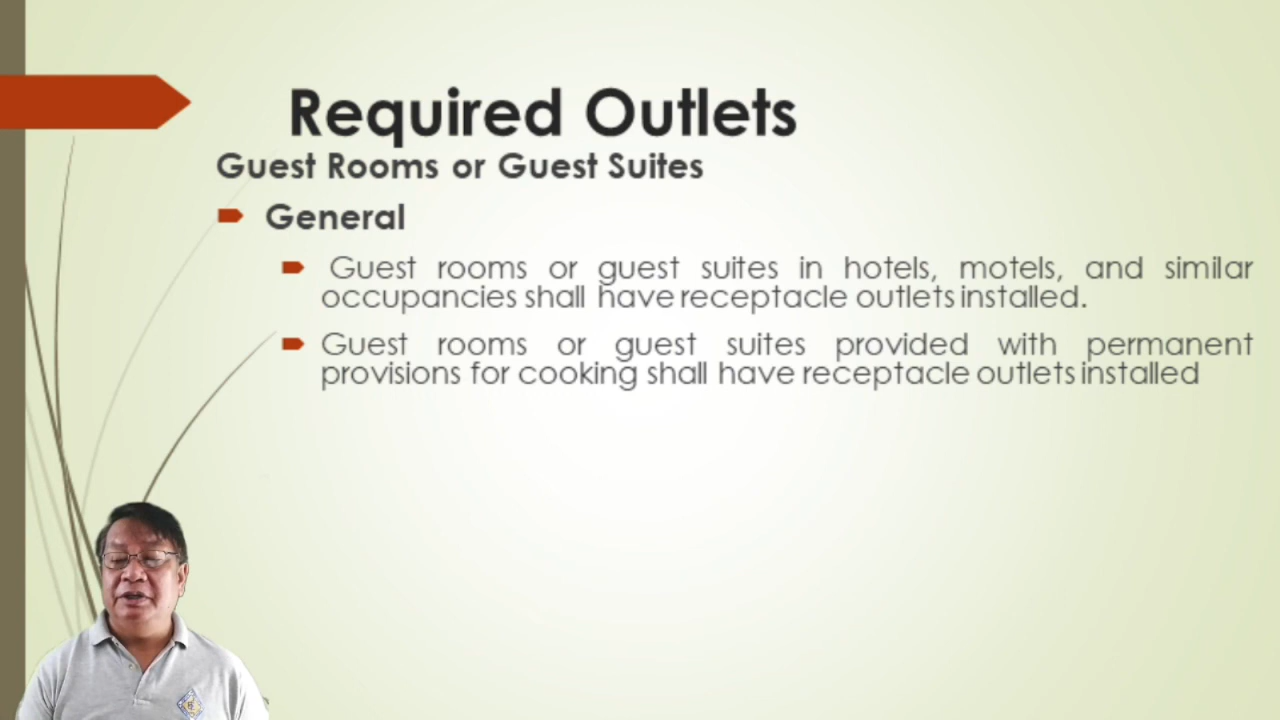 Required Outlets
Guest Rooms or Guest Suites
General
Guest rooms or guest suites in hotels, motels, and similar
occupancies shall have receptacle outlets installed.
Guest rooms or guest suites provided with permanent
provisions for cooking shall have receptacle outlets installed